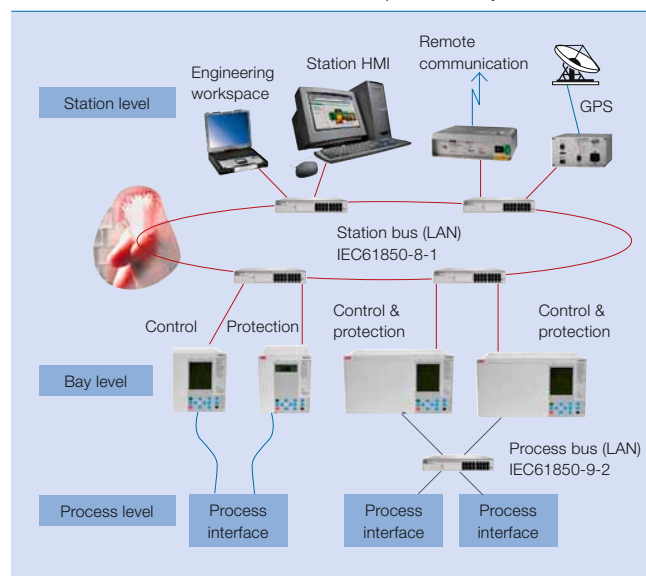 Remote
communication
Station HMI
Engineering
workspace
Station level
GPS
Station bus (LAN)
IEC61850-8-1
Control
Protection
Control &
protection
Control &
protection
Bay level
Process bus (LAN)
IEC61850-9-2
Process level
Process
interface
Process
interface
Process
interface